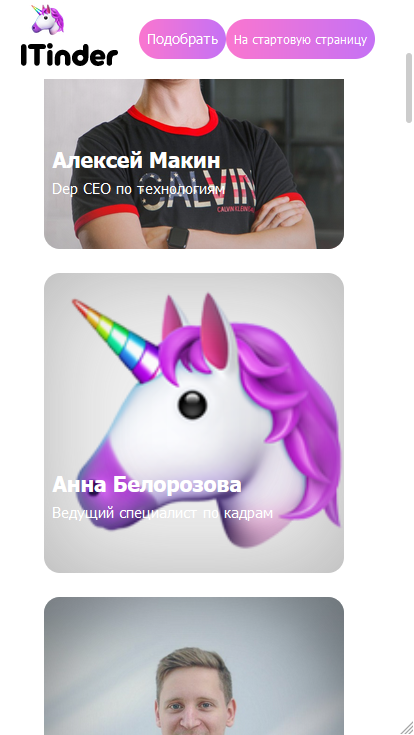 ITinder
Подобрать
На стартовую страницу
Алексей Макин
Dep CEO по технологиям
CALVIN
CALVIN KLEIN
Анна Белорозова
Ведущий специалист по кадрам